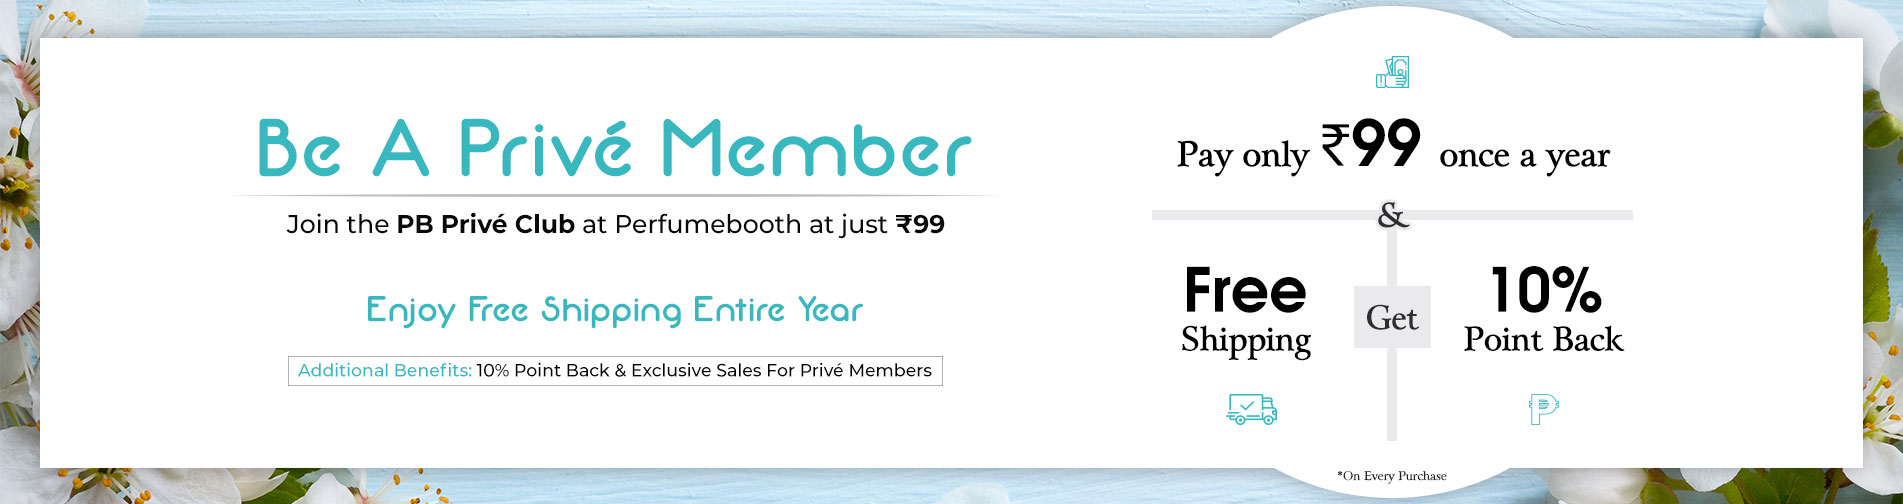 Be A Privé Member
Join the PB Privé Club at Perfumebooth at just ₹99
Enjoy Free Shipping Entire Year
Additional Benefits: 10% Point Back & Exclusive Sales For Privé Members
Pay only ₹99 once a year
&
Free
Shipping
Get
10%
Point Back
*On Every Purchase